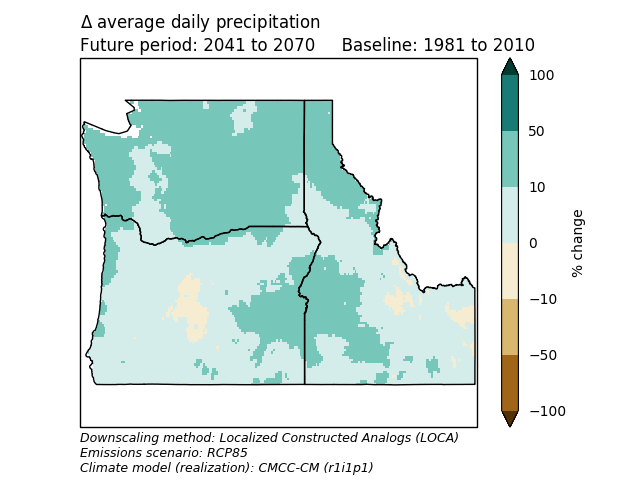 Δ average daily precipitation
Future period: 2041 to 2070     Baseline: 1981 to 2010
100
50
10
0
−10
−50
−100
% change
Downscaling method: Localized Constructed Analogs (LOCA)
Emissions scenario: RCP85
Climate model (realization): CMCC-CM (r1i1p1)